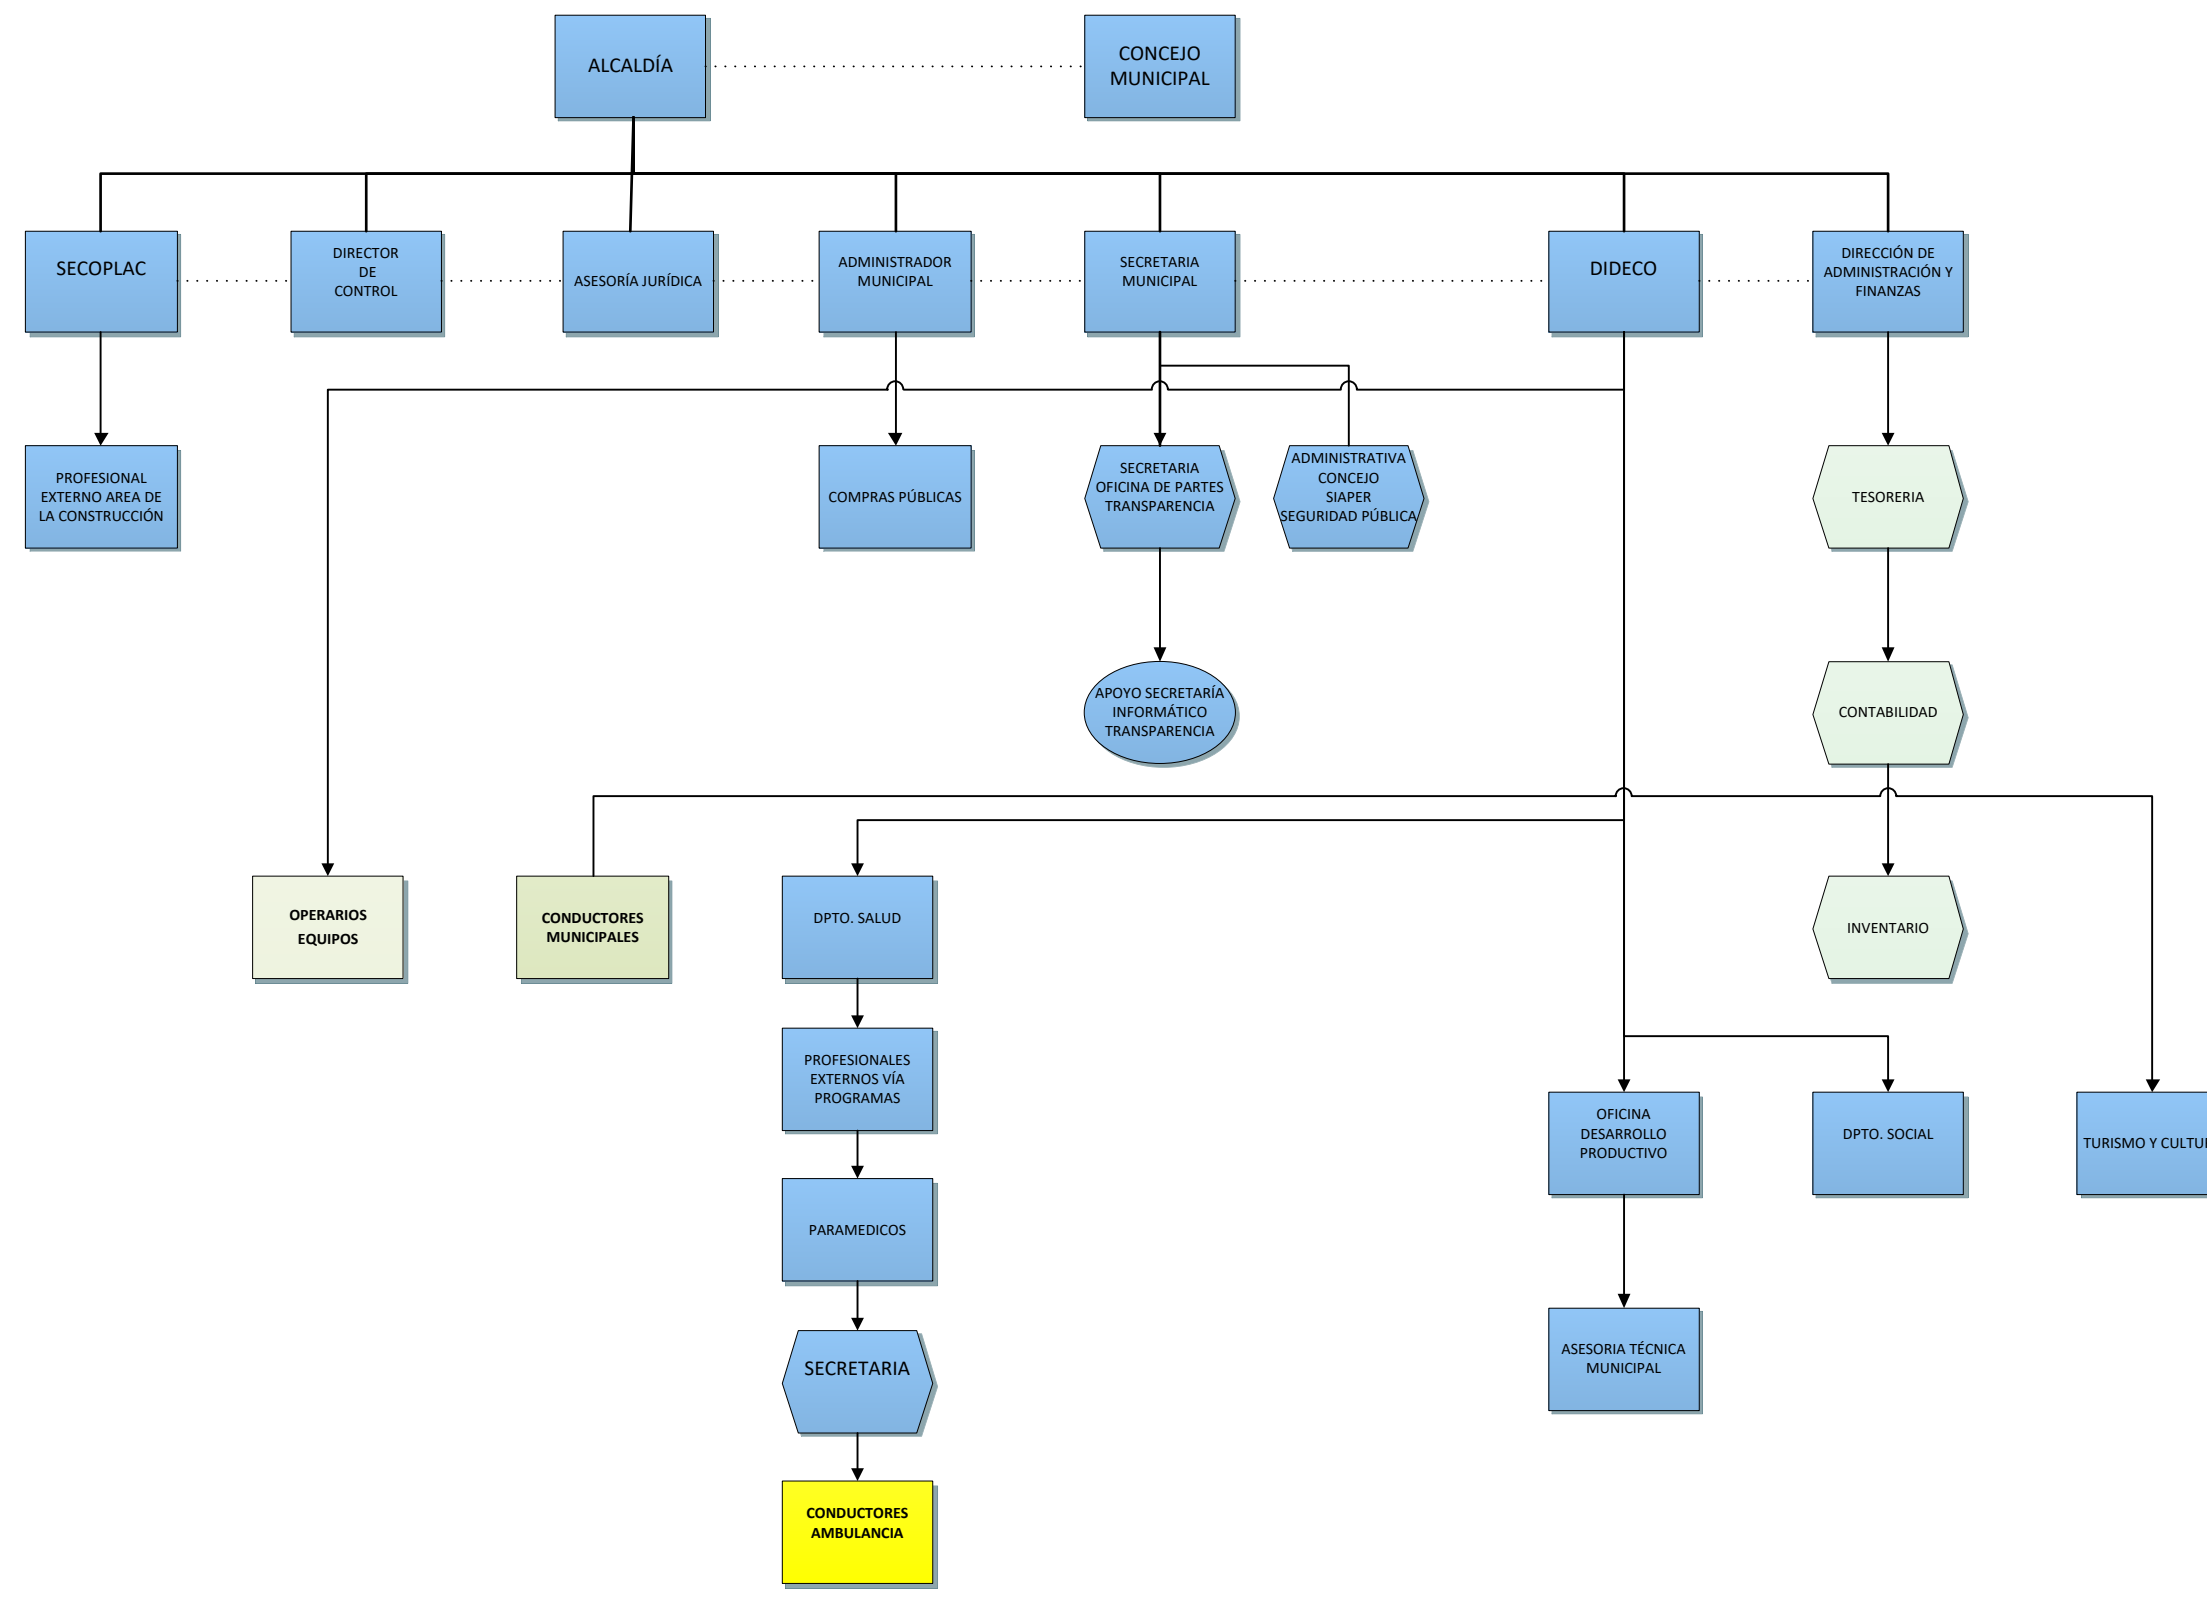 ALCALDÍA
CONCEJO
MUNICIPAL
SECOPLAC
DIRECTOR
DE
CONTROL
ASESORÍA JURÍDICA
ADMINISTRADOR
MUNICIPAL
SECRETARIA
MUNICIPAL
DIDECO
DIRECCIÓN DE
ADMINISTRACIÓN Y
FINANZAS
PROFESIONAL
EXTERNO AREA DE
LA CONSTRUCCIÓN
COMPRAS PÚBLICAS
SECRETARIA
OFICINA DE PARTES
TRANSPARENCIA
ADMINISTRATIVA
CONCEJO
SIAPER
SEGURIDAD PÚBLICA
TESORERIA
APOYO SECRETARÍA
INFORMÁTICO
TRANSPARENCIA
CONTABILIDAD
OPERARIOS
EQUIPOS
CONDUCTORES
MUNICIPALES
DPTO. SALUD
INVENTARIO
PROFESIONALES
EXTERNOS VÍA
PROGRAMAS
OFICINA
DESARROLLO
PRODUCTIVO
DPTO. SOCIAL
TURISMO Y CULTU
PARAMEDICOS
SECRETARIA
ASESORIA TÉCNICA
MUNICIPAL
CONDUCTORES
AMBULANCIA